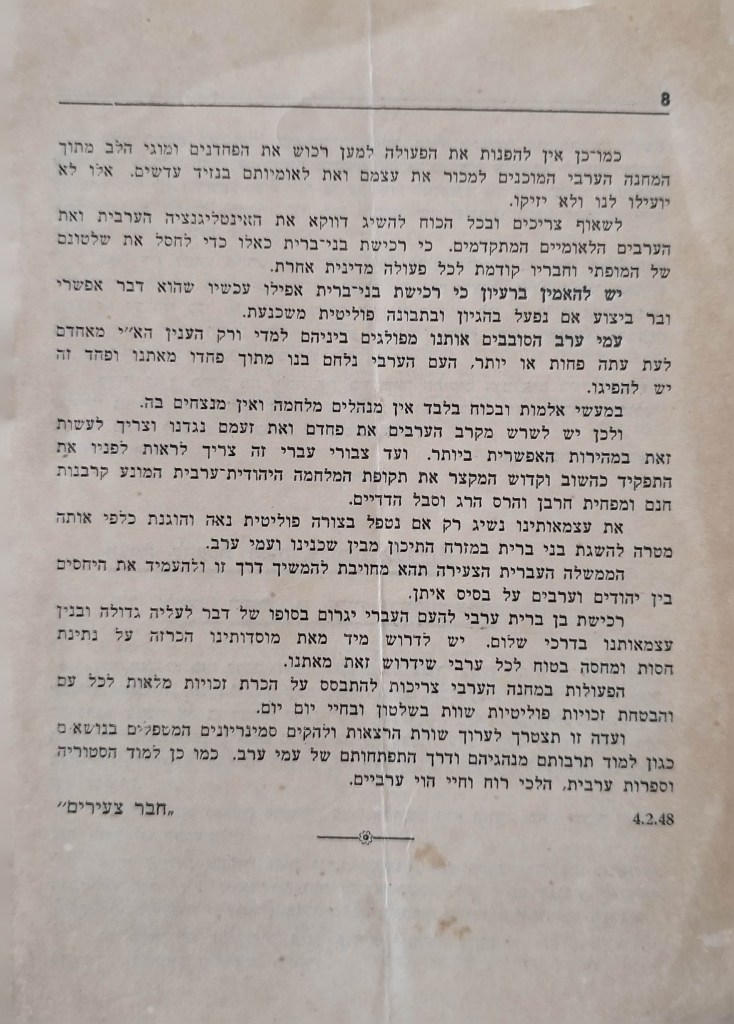 8
כמו־כן אין להפנות את הפעולה למען רכוש את הפחדנים ומוגי הלב מתוך
המחנה הערבי המוכנים למכור את עצמם ואת לאומיותם בנזיד עדשים. אלו לא
יועילו לנו ולא יזיקו.
לשאוף צריכים ובכל הכוח להשיג דווקא את האינטליגנציה הערבית ואת
הערבים הלאומיים המתקדמים. כי רכישת בני־ברית כאלו כדי לחסל את שלטונם
של המופתי וחבריו קודמת לכל פעולה מדינית אחרת.
יש להאמין ברעיון כי רכישת בני־ברית אפילו עכשיו שהוא דבר אפשרי
ובר ביצוע אם נפעל בהגיון ובתבונה פוליטית משכנעת.
עמי ערב הסובבים אותנו מפולגים ביניהם למדי ורק הענין הא״י מאחדם
לעת עתה פחות או יותר, העם הערבי נלחם בנו מתוך פחדו מאתנו ופחד זה
יש להפיגו.
במעשי אלמות ובכוח בלבד אין מנהלים מלחמה ואין מנצחים בה.
ולכן יש לשרש מקרב הערבים את פחדם ואת זעמם נגדנו וצריך לעשות
זאת במהירות האפשרית ביותר. ועד צבורי עברי זה צריך לראות לפניו את
התפקיד כחשוב וקדוש המקצר את תקופת המלחמה היהודית־ערבית המונע קרבנות
חנם ומפחית חרבן והרס הרג וסבל הדדיים.
את עצמאותינו נשיג רק אם נטפל בצורה פוליטית נאה והוגנת כלפי אותה
מטרה להשגת בני ברית במזרח התיכון מבין שכנינו ועמי ערב.
הממשלה העברית הצעירה תהא מחויבת להמשיך דרך זו ולהעמיד את היחסים
בין יהודים וערבים על בסיס איתן.
רכישת בן ברית ערבי להעם העברי יגרום בסופו של דבר לעליה גדולה ובנין
עצמאותנו בדרכי שלום. יש לדרוש מיד מאת מוסדותינו הכרזה על נתינת
חסות ומחסה בטוח לכל ערבי שידרוש זאת מאתנו.
הפעולות במחנה הערבי צריכות להתבסס על הכרת זכויות מלאות לכל עם
והבטחת זכויות פוליטיות שוות בשלטון ובחיי יום יום.
ועדה זו תצטרך לערוך שורת הרצאות ולהקים סמינריונים המטפלים בנושאים
כגון למוד תרבותם מנהגיהם ודרך התפתחותם של עמי ערב. כמו כן למוד הסטוריה
וספרות ערבית, הלכי רוח וחיי הוי ערביים.
4.2.48 „חבר צעירים״